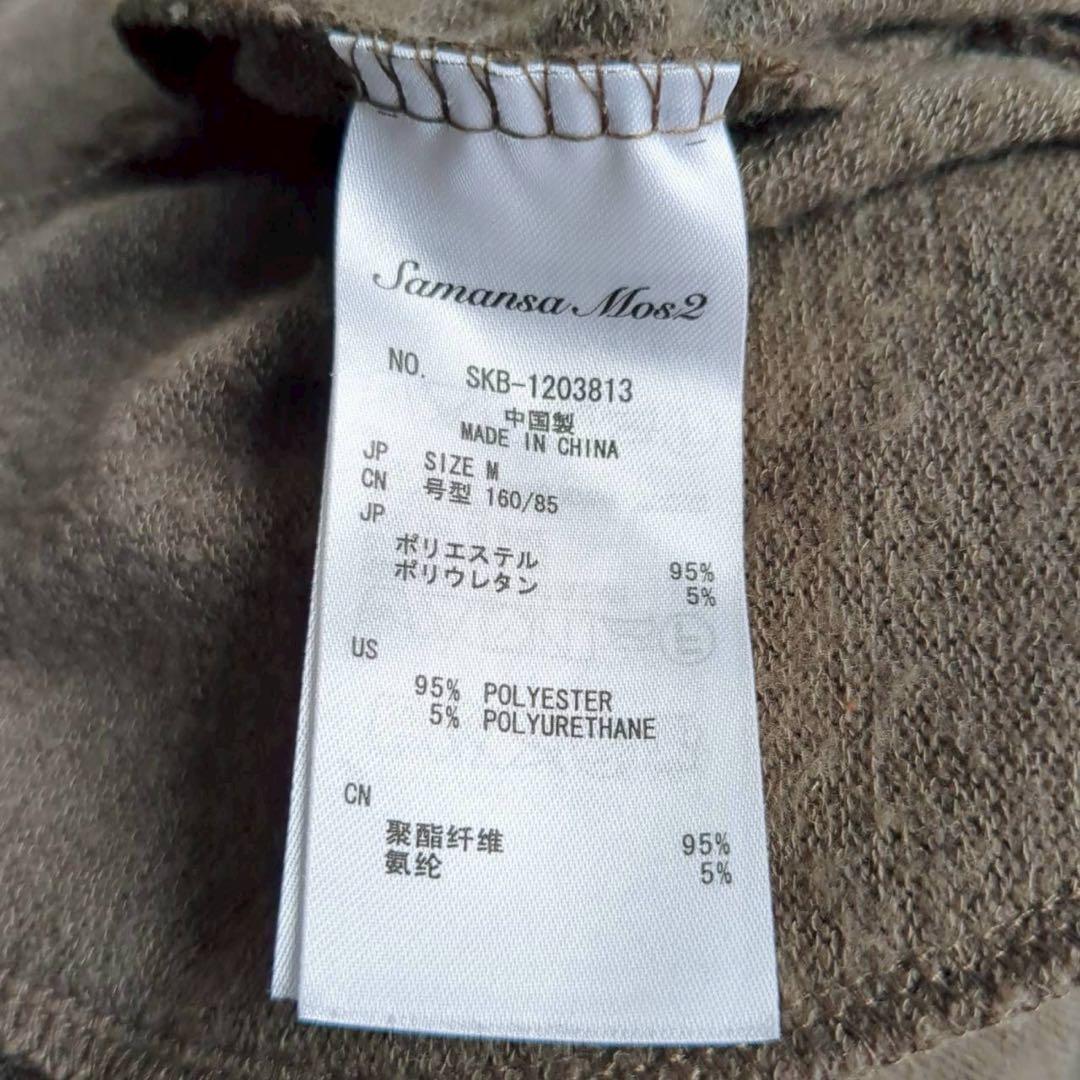 Samansa Mos2
NO. SKB-1203813
中国製
MADE IN CHINA
JP SIZE M
CN 号型 160/85
JP
ポリエステル 95%
ポリウレタン 5%
US
95% POLYESTER
5% POLYURETHANE
CN
聚酯纤维 95%
氨纶 5%